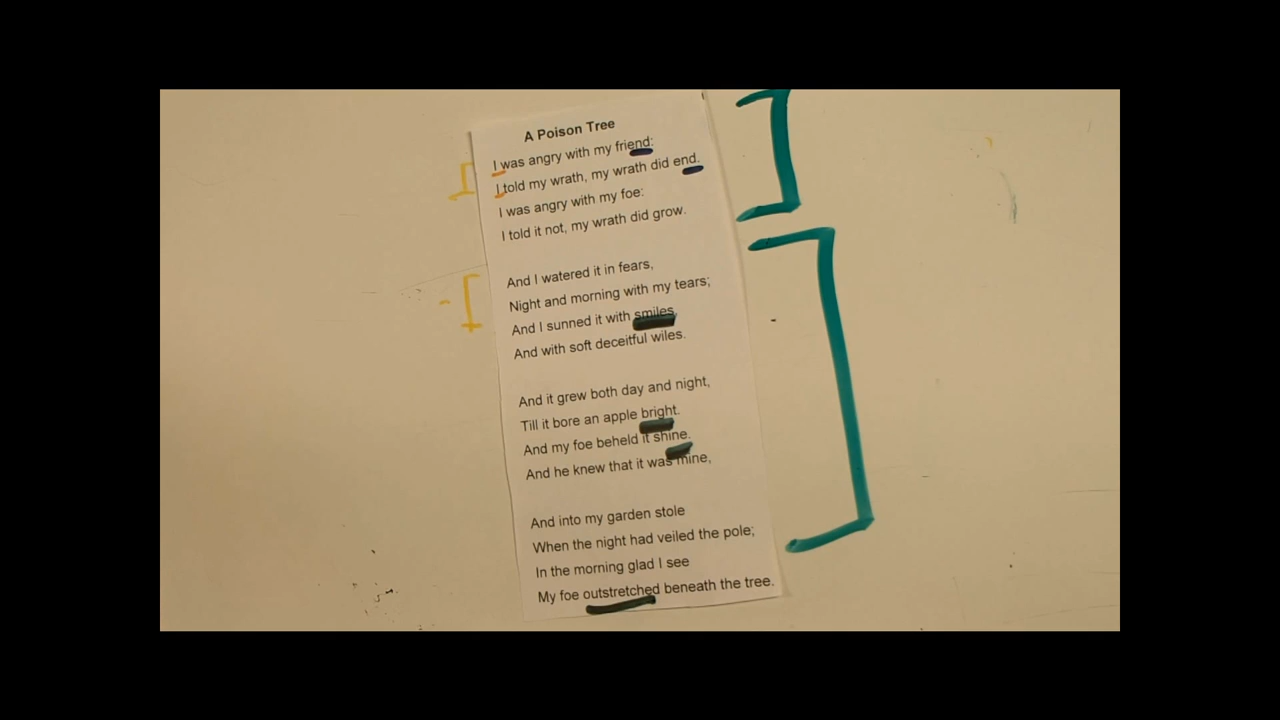 A Poison Tree
I was angry with my friend:
I told my wrath, my wrath did end.
I was angry with my foe:
I told it not, my wrath did grow.
And I watered it in fears,
Night and morning with my tears;
And I sunned it with smiles,
And with soft deceitful wiles.
And it grew both day and night,
Till it bore an apple bright.
And my foe beheld it shine.
And he knew that it was mine,
And into my garden stole
When the night had veiled the pole;
In the morning glad I see
My foe outstretched beneath the tree.